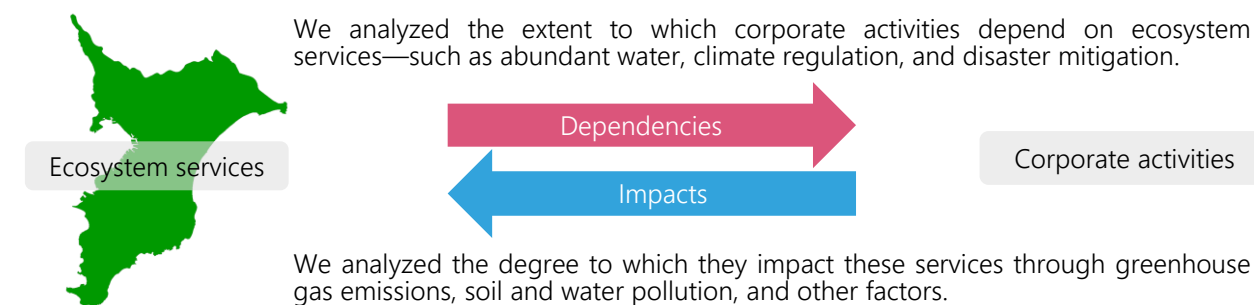 We analyzed the extent to which corporate activities depend on ecosystem
services—such as abundant water, climate regulation, and disaster mitigation.
Dependencies
Ecosystem services
Corporate activities
Impacts
We analyzed the degree to which they impact these services through greenhouse
gas emissions, soil and water pollution, and other factors.